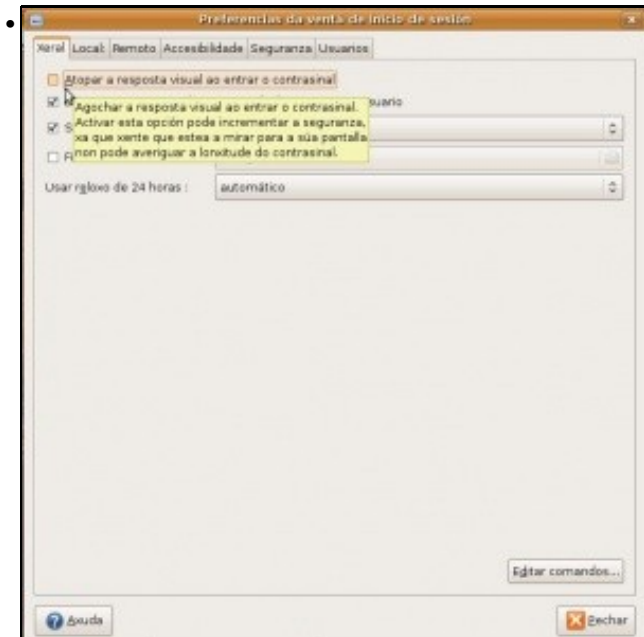 Preferencias da venta de inicio de sesión
Xeral Local: Remoto Accesibilidade Seguranza Usuarios
Atopar a resposta visual ao entrar o contrasinal
usuario
Agochar a resposta visual ao entrar o contrasinal.
Activar esta opción pode incrementar a seguranza,
xa que xente que estea a mirar para a súa pantalla
non pode averiguar a lonxitude do contrasinal.
S
Usar reloxo de 24 horas :
automático
Editar comandos...
Axuda
Pechar